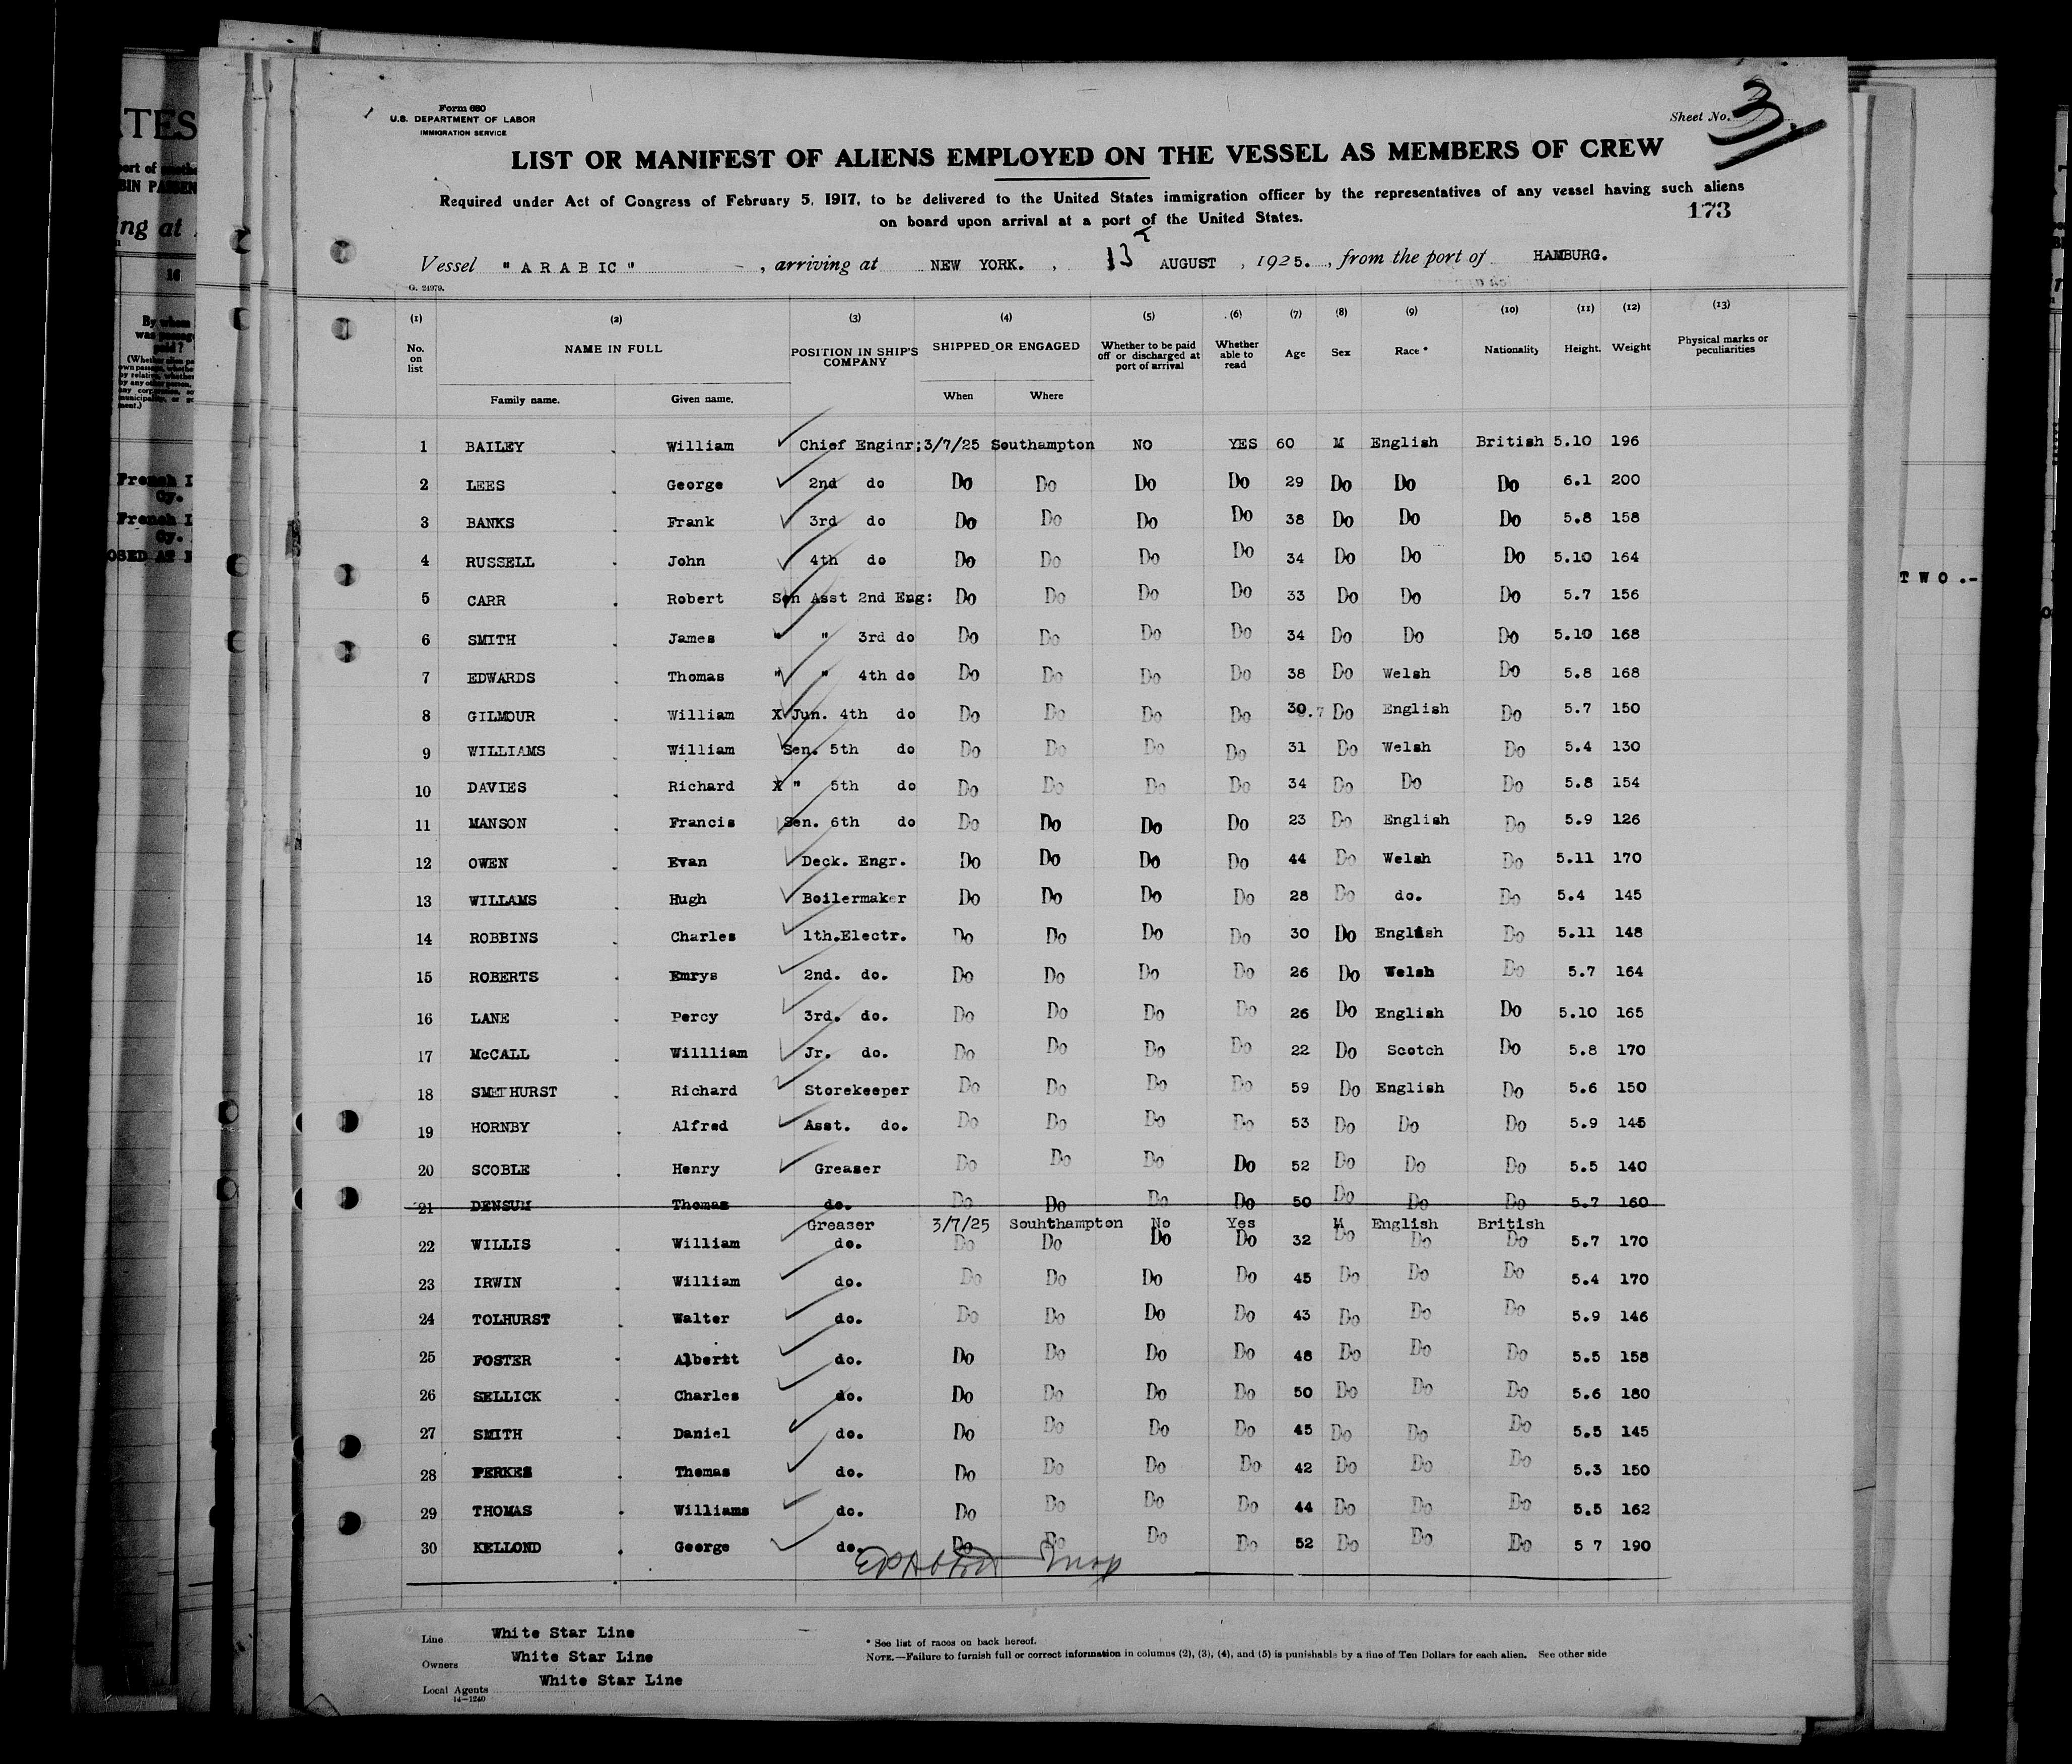 Form 680
U.S. DEPARTMENT OF LABOR
IMMIGRATION SERVICE
Sheet No. 3.
LIST OR MANIFEST OF ALIENS EMPLOYED ON THE VESSEL AS MEMBERS OF CREW
Required under Act of Congress of February 5, 1917, to be delivered to the United States immigration officer by the representatives of any vessel having such aliens
on board upon arrival at a port of the United States.
173
Vessel "ARABIC", arriving at NEW YORK., 13 AUGUST, 1925., from the port of HAMBURG.
G. 24979.
(1) (2) (3) (4) (5) (6) (7) (8) (9) (10) (11) (12) (13)
No. on list NAME IN FULL POSITION IN SHIP'S COMPANY SHIPPED OR ENGAGED Whether to be paid off or discharged at port of arrival Whether able to read Age Sex Race * Nationality Height. Weight Physical marks or peculiarities
Family name. Given name. When Where
1 BAILEY William Chief Enginr; 3/7/25 Southampton NO YES 60 M English British 5.10 196
2 LEES George 2nd do Do Do Do Do 29 Do Do Do 6.1 200
3 BANKS Frank 3rd do Do Do Do Do 38 Do Do Do 5.8 158
4 RUSSELL John 4th do Do Do Do Do 34 Do Do Do 5.10 164
5 CARR Robert Sen Asst 2nd Eng: Do Do Do Do 33 Do Do Do 5.7 156
6 SMITH James " " 3rd do Do Do Do Do 34 Do Do Do 5.10 168
7 EDWARDS Thomas " " 4th do Do Do Do Do 38 Do Welsh Do 5.8 168
8 GILMOUR William X Jun. 4th do Do Do Do Do 30 Do English Do 5.7 150
9 WILLIAMS William Sen. 5th do Do Do Do Do 31 Do Welsh Do 5.4 130
10 DAVIES Richard X " 5th do Do Do Do Do 34 Do Do Do 5.8 154
11 MANSON Francis Sen. 6th do Do Do Do Do 23 Do English Do 5.9 126
12 OWEN Evan Deck. Engr. Do Do Do Do 44 Do Welsh Do 5.11 170
13 WILLAMS Hugh Boilermaker Do Do Do Do 28 Do do. Do 5.4 145
14 ROBBINS Charles 1th.Electr. Do Do Do Do 30 Do English Do 5.11 148
15 ROBERTS Emrys 2nd. do. Do Do Do Do 26 Do Welsh Do 5.7 164
16 LANE Percy 3rd. do. Do Do Do Do 26 Do English Do 5.10 165
17 McCALL Willliam Jr. do. Do Do Do Do 22 Do Scotch Do 5.8 170
18 SMETHURST Richard Storekeeper Do Do Do Do 59 Do English Do 5.6 150
19 HORNBY Alfred Asst. do. Do Do Do Do 53 Do Do Do 5.9 145
20 SCOBLE Henry Greaser Do Do Do Do 52 Do Do Do 5.5 140
21 DENSUM Thomas do. Do Do Do Do 50 Do Do Do 5.7 160
Greaser 3/7/25 Souhthampton No Yes M English British
22 WILLIS William do. Do Do Do Do 32 Do Do Do 5.7 170
23 IRWIN William do. Do Do Do Do 45 Do Do Do 5.4 170
24 TOLHURST Walter do. Do Do Do Do 43 Do Do Do 5.9 146
25 FOSTER Albertt do. Do Do Do Do 48 Do Do Do 5.5 158
26 SELLICK Charles do. Do Do Do Do 50 Do Do Do 5.6 180
27 SMITH Daniel do. Do Do Do Do 45 Do Do Do 5.5 145
28 PERKES Thomas do. Do Do Do Do 42 Do Do Do 5.3 150
29 THOMAS Williams do. Do Do Do Do 44 Do Do Do 5.5 162
30 KELLOND George do. Do Do Do Do 52 Do Do Do 5 7 190
Line White Star Line
Owners White Star Line
Local Agents White Star Line
14—1240
* See list of races on back hereof.
NOTE.—Failure to furnish full or correct information in columns (2), (3), (4), and (5) is punishable by a fine of Ten Dollars for each alien. See other side
TWO.-